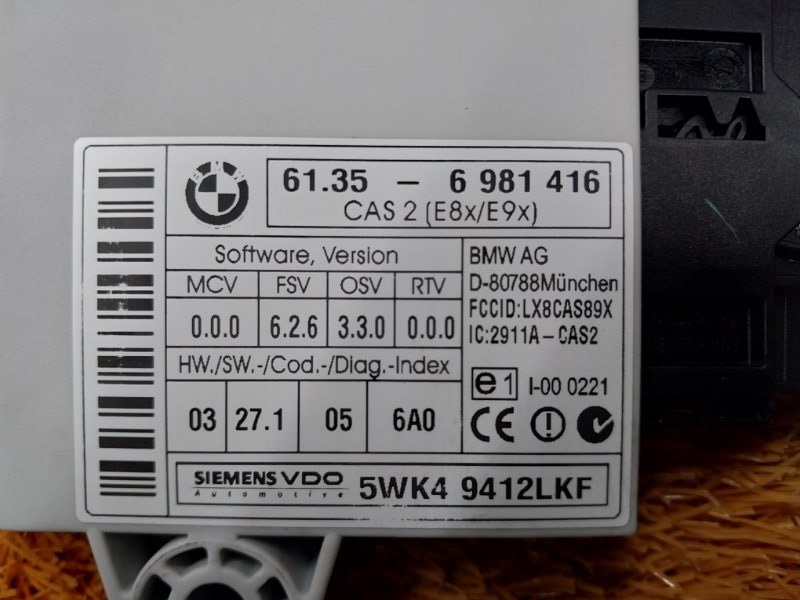 BMW
61.35 – 6 981 416
CAS 2 (E8x/E9x)
Software, Version
MCV FSV OSV RTV
0.0.0 6.2.6 3.3.0 0.0.0
HW./SW.-/Cod.-/Diag.-Index
03 27.1 05 6A0
BMW AG
D-80788München
FCCID:LX8CAS89X
IC:2911A–CAS2
e1 I-00 0221
CE
SIEMENS VDO
Automotive
5WK4 9412LKF